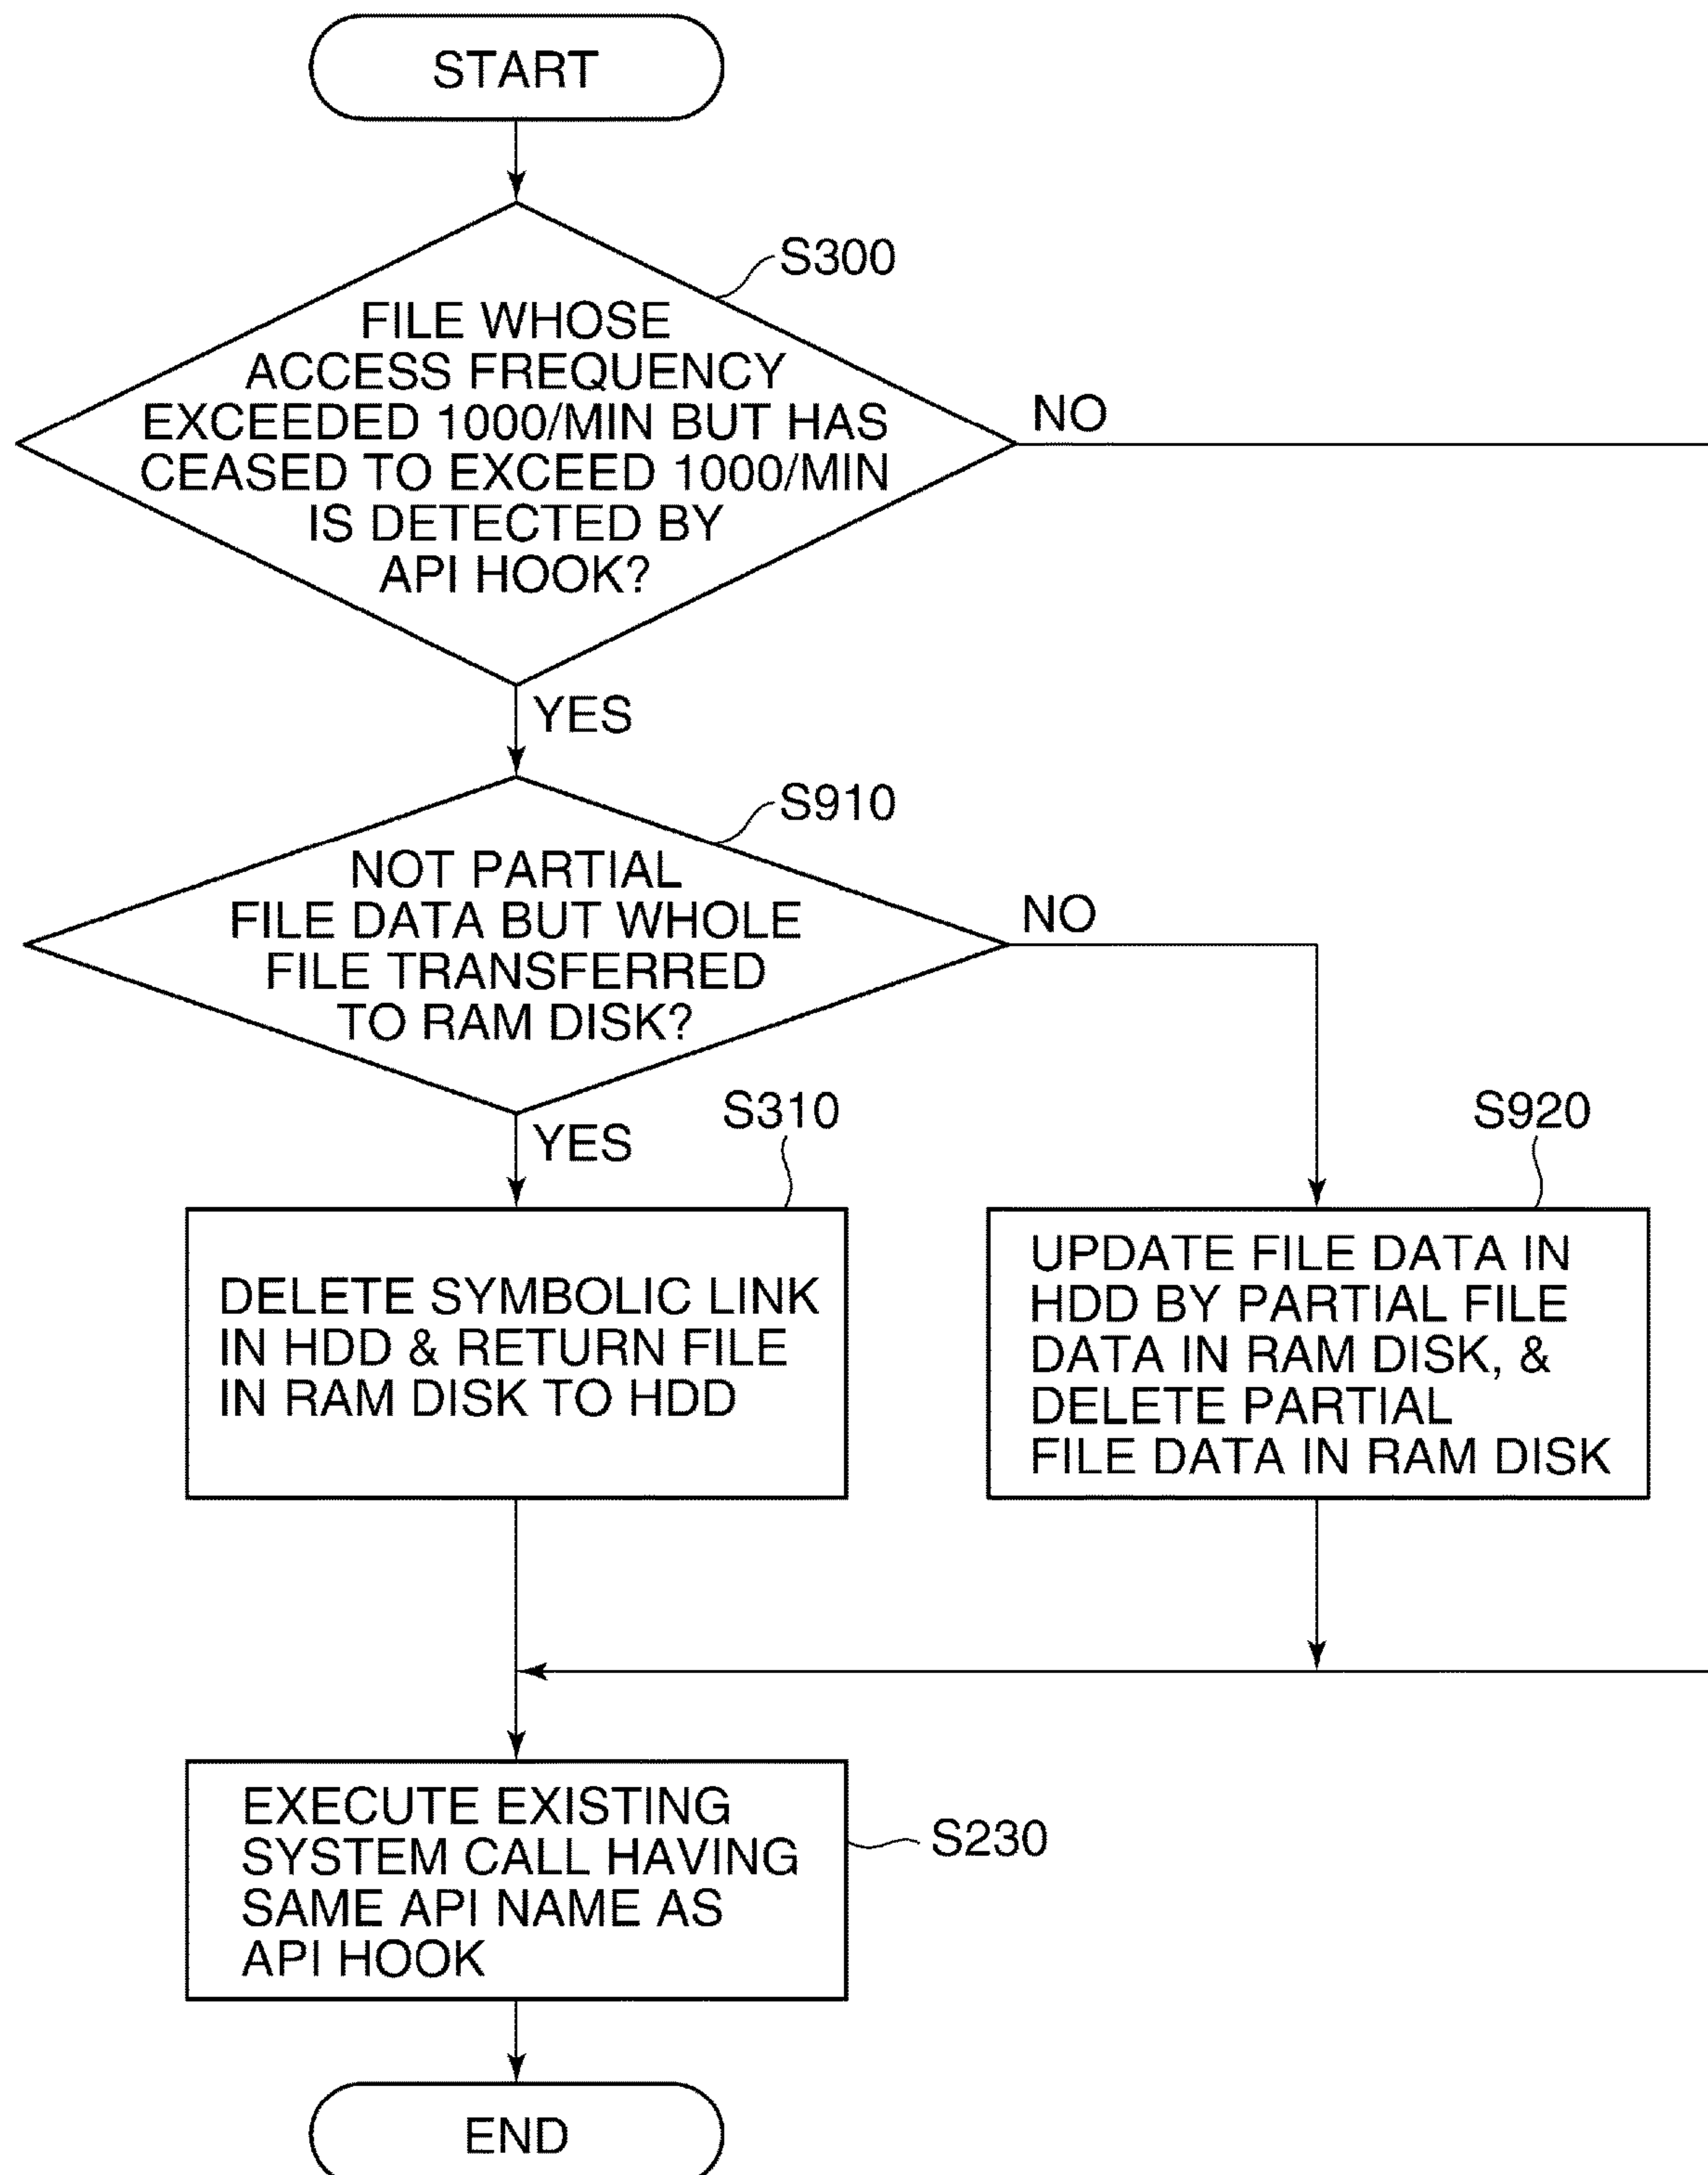 START
S300
FILE WHOSE
ACCESS FREQUENCY
EXCEEDED 1000/MIN BUT HAS
CEASED TO EXCEED 1000/MIN
IS DETECTED BY
API HOOK?
NO
YES
S910
NOT PARTIAL
FILE DATA BUT WHOLE
FILE TRANSFERRED
TO RAM DISK?
NO
YES
S310
DELETE SYMBOLIC LINK
IN HDD & RETURN FILE
IN RAM DISK TO HDD
S920
UPDATE FILE DATA IN
HDD BY PARTIAL FILE
DATA IN RAM DISK, &
DELETE PARTIAL
FILE DATA IN RAM DISK
EXECUTE EXISTING
SYSTEM CALL HAVING
SAME API NAME AS
API HOOK
S230
END